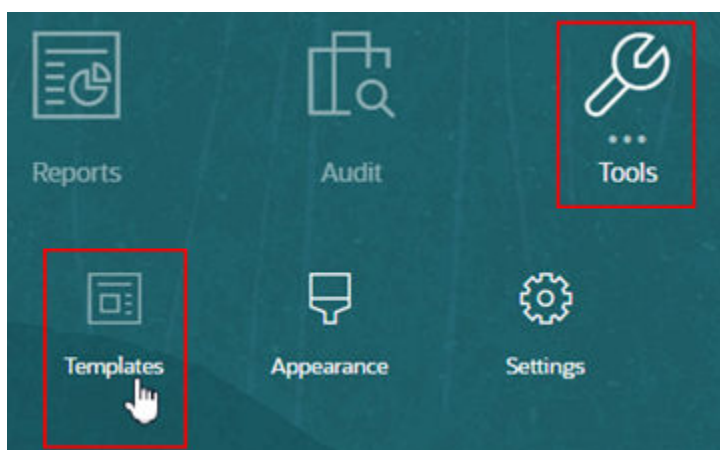 Reports
Audit
Tools
Templates
Appearance
Settings